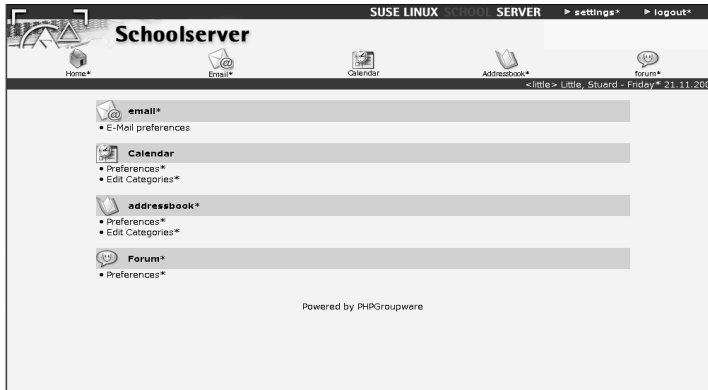 SUSE LINUX SCHOOL SERVER ► settings* ► logout*
Schoolserver
Home* Email* Calendar Addressbook* forum*
<little> Little, Stuard - Friday* 21.11.200
email*
• E-Mail preferences
Calendar
• Preferences*
• Edit Categories*
addressbook*
• Preferences*
• Edit Categories*
Forum*
• Preferences*
Powered by PHPGroupware